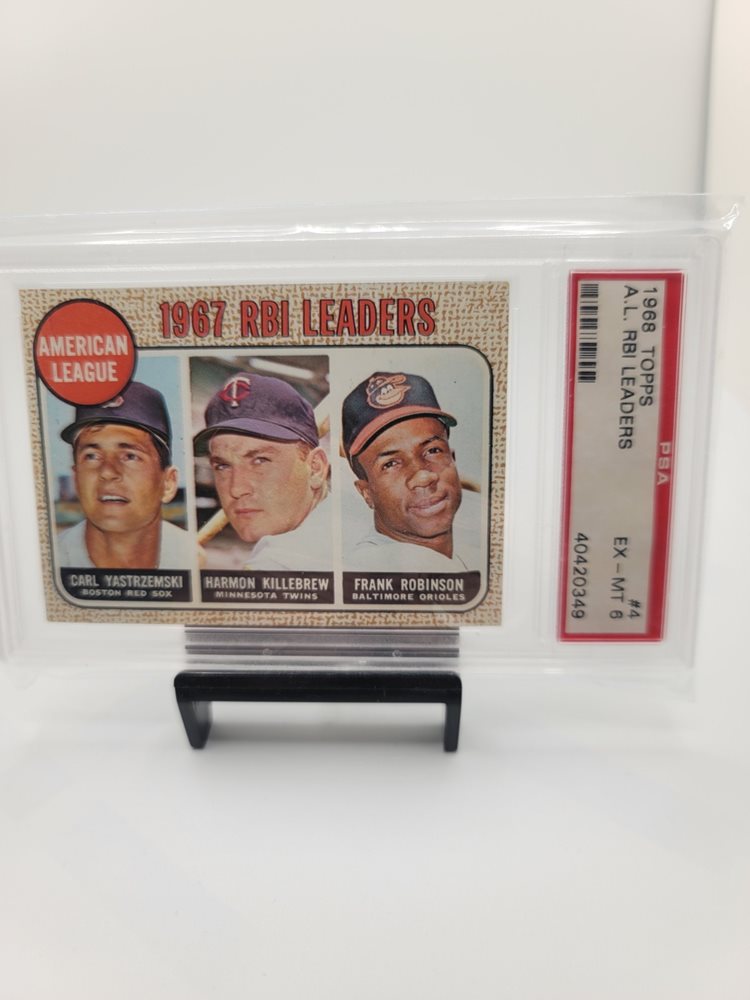 1967 RBI LEADERS
AMERICAN
LEAGUE
TC
CARL YASTRZEMSKI
BOSTON RED SOX
HARMON KILLEBREW
MINNESOTA TWINS
FRANK ROBINSON
BALTIMORE ORIOLES
1968 TOPPS #4
A.L. RBI LEADERS EX - MT 6
40420349
PSA